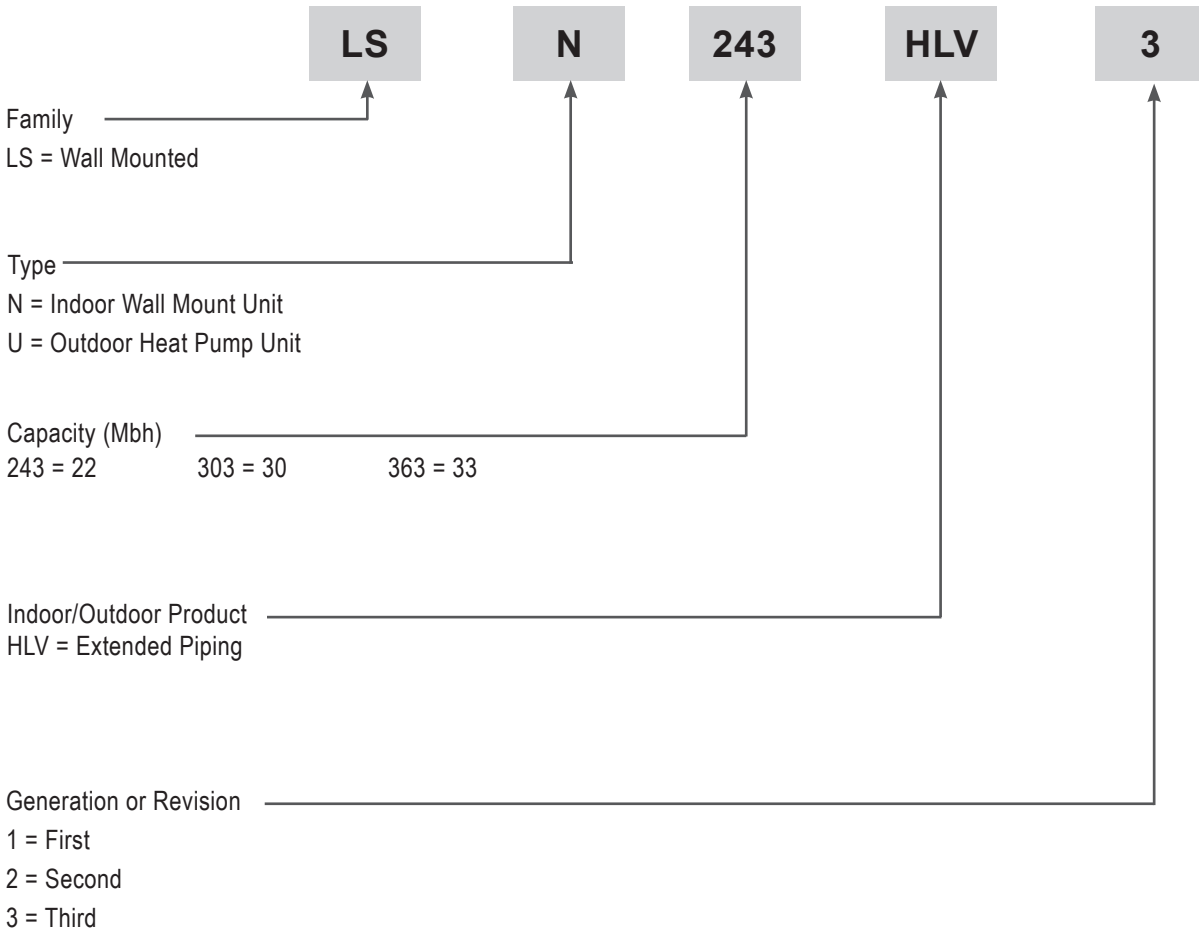 LS N 243 HLV 3
Family
LS = Wall Mounted
Type
N = Indoor Wall Mount Unit
U = Outdoor Heat Pump Unit
Capacity (Mbh)
243 = 22 303 = 30 363 = 33
Indoor/Outdoor Product
HLV = Extended Piping
Generation or Revision
1 = First
2 = Second
3 = Third